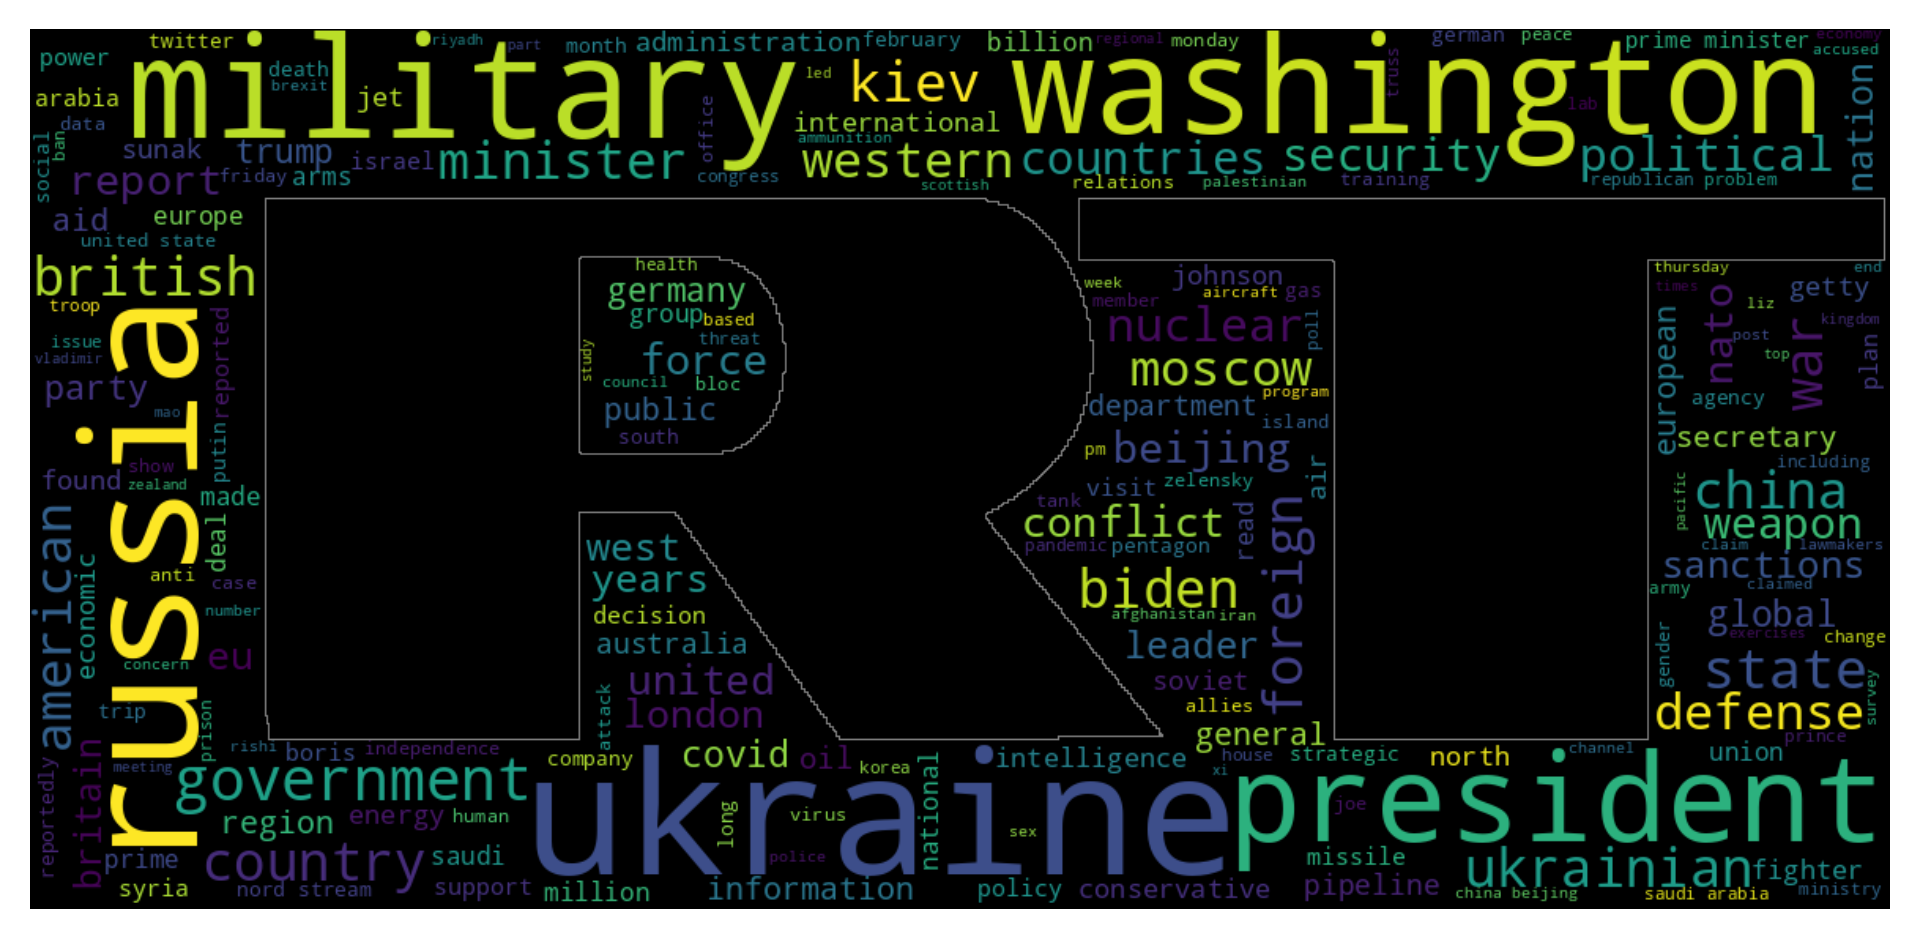 twitter riyadh part month administration february billion regional monday german peace prime minister economy
power military death brexit jet led kiev washington truss lab accused nation
arabia data social ban office international ammunition
sunak trump israel minister western countries security political
report friday arms congress scottish relations palestinian training republican problem
aid europe
united state
british
troop
issue
vladimir
russia
reported
party
mao
putin
show
found zealand made
american
economic
deal
anti
case
number
concern
eu
trip
prison
health
germany
group based
threat
study
force
council bloc
public
south
RT
west
years
decision
australia
united
london
attack
week johnson
aircraft gas
member
nuclear
poll
moscow
program
department
island
pm beijing
air
visit zelensky
tank
conflict
read
foreign
pandemic pentagon
biden
afghanistan iran
leader
soviet
allies
general
thursday end
times
liz getty
european nato post war kingdom
top plan
agency
secretary
including
pacific
china
weapon
claim lawmakers
sanctions
claimed
army
global
exercises change
gender
state
survey
defense
prince
rishi boris independence
meeting
reportedly
britain
government
company
covid oil korea
intelligence
house strategic north channel union
xi
region energy human
ukraine
long virus national sex
joe
president
prime country saudi police missile ukrainian fighter
syria nord stream support million information policy conservative pipeline china beijing saudi arabia ministry